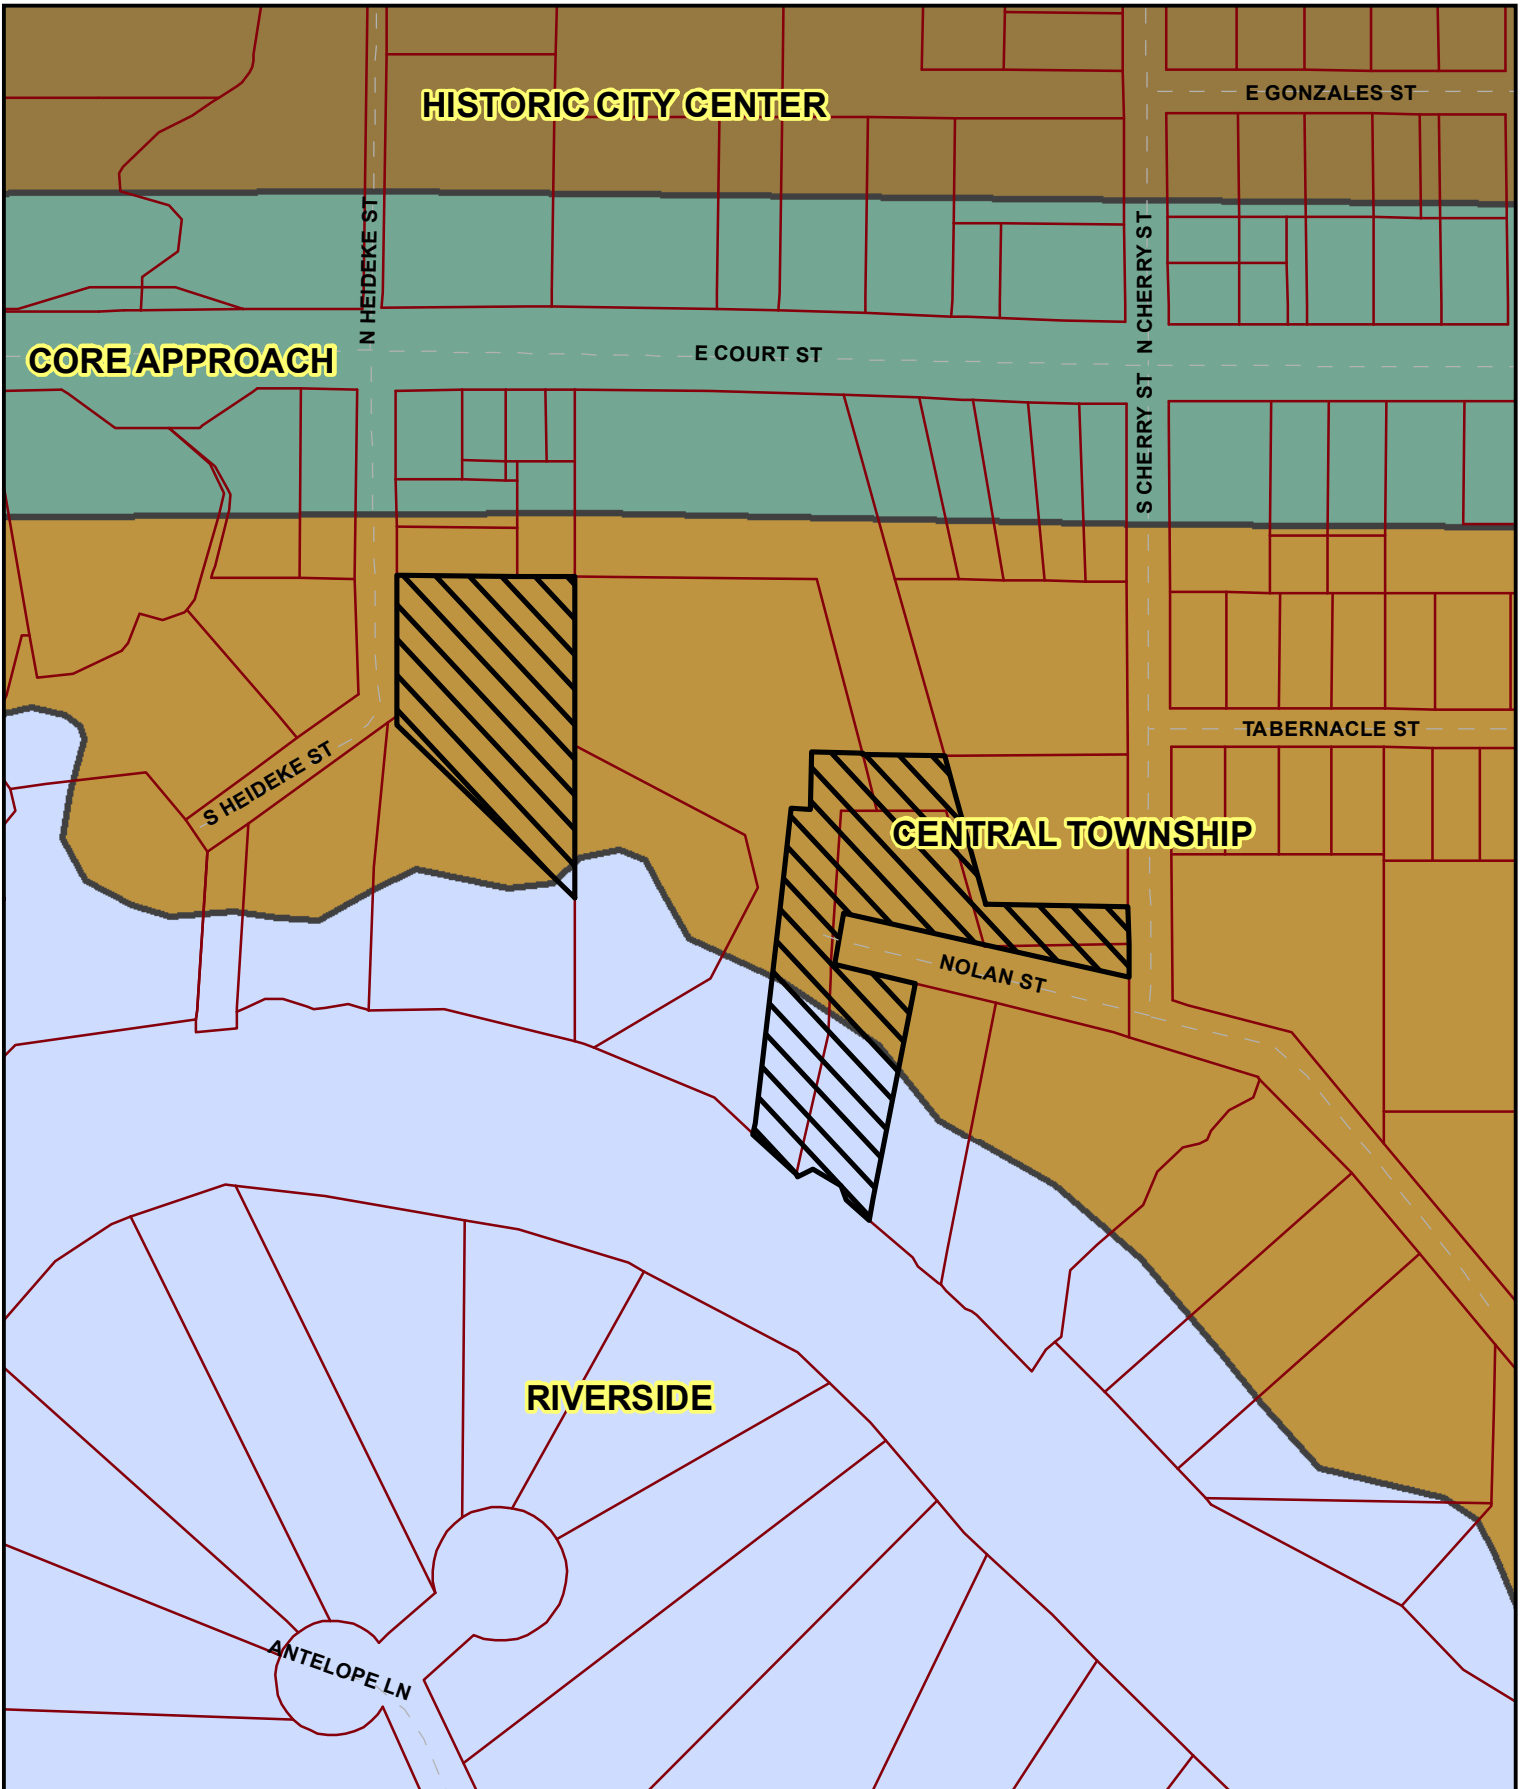 E GONZALES ST
HISTORIC CITY CENTER
N HEIDEKE ST
N CHERRY ST
E COURT ST
CORE APPROACH
S CHERRY ST
TABERNACLE ST
S HEIDEKE ST
CENTRAL TOWNSHIP
NOLAN ST
RIVERSIDE
ANTELOPE LN